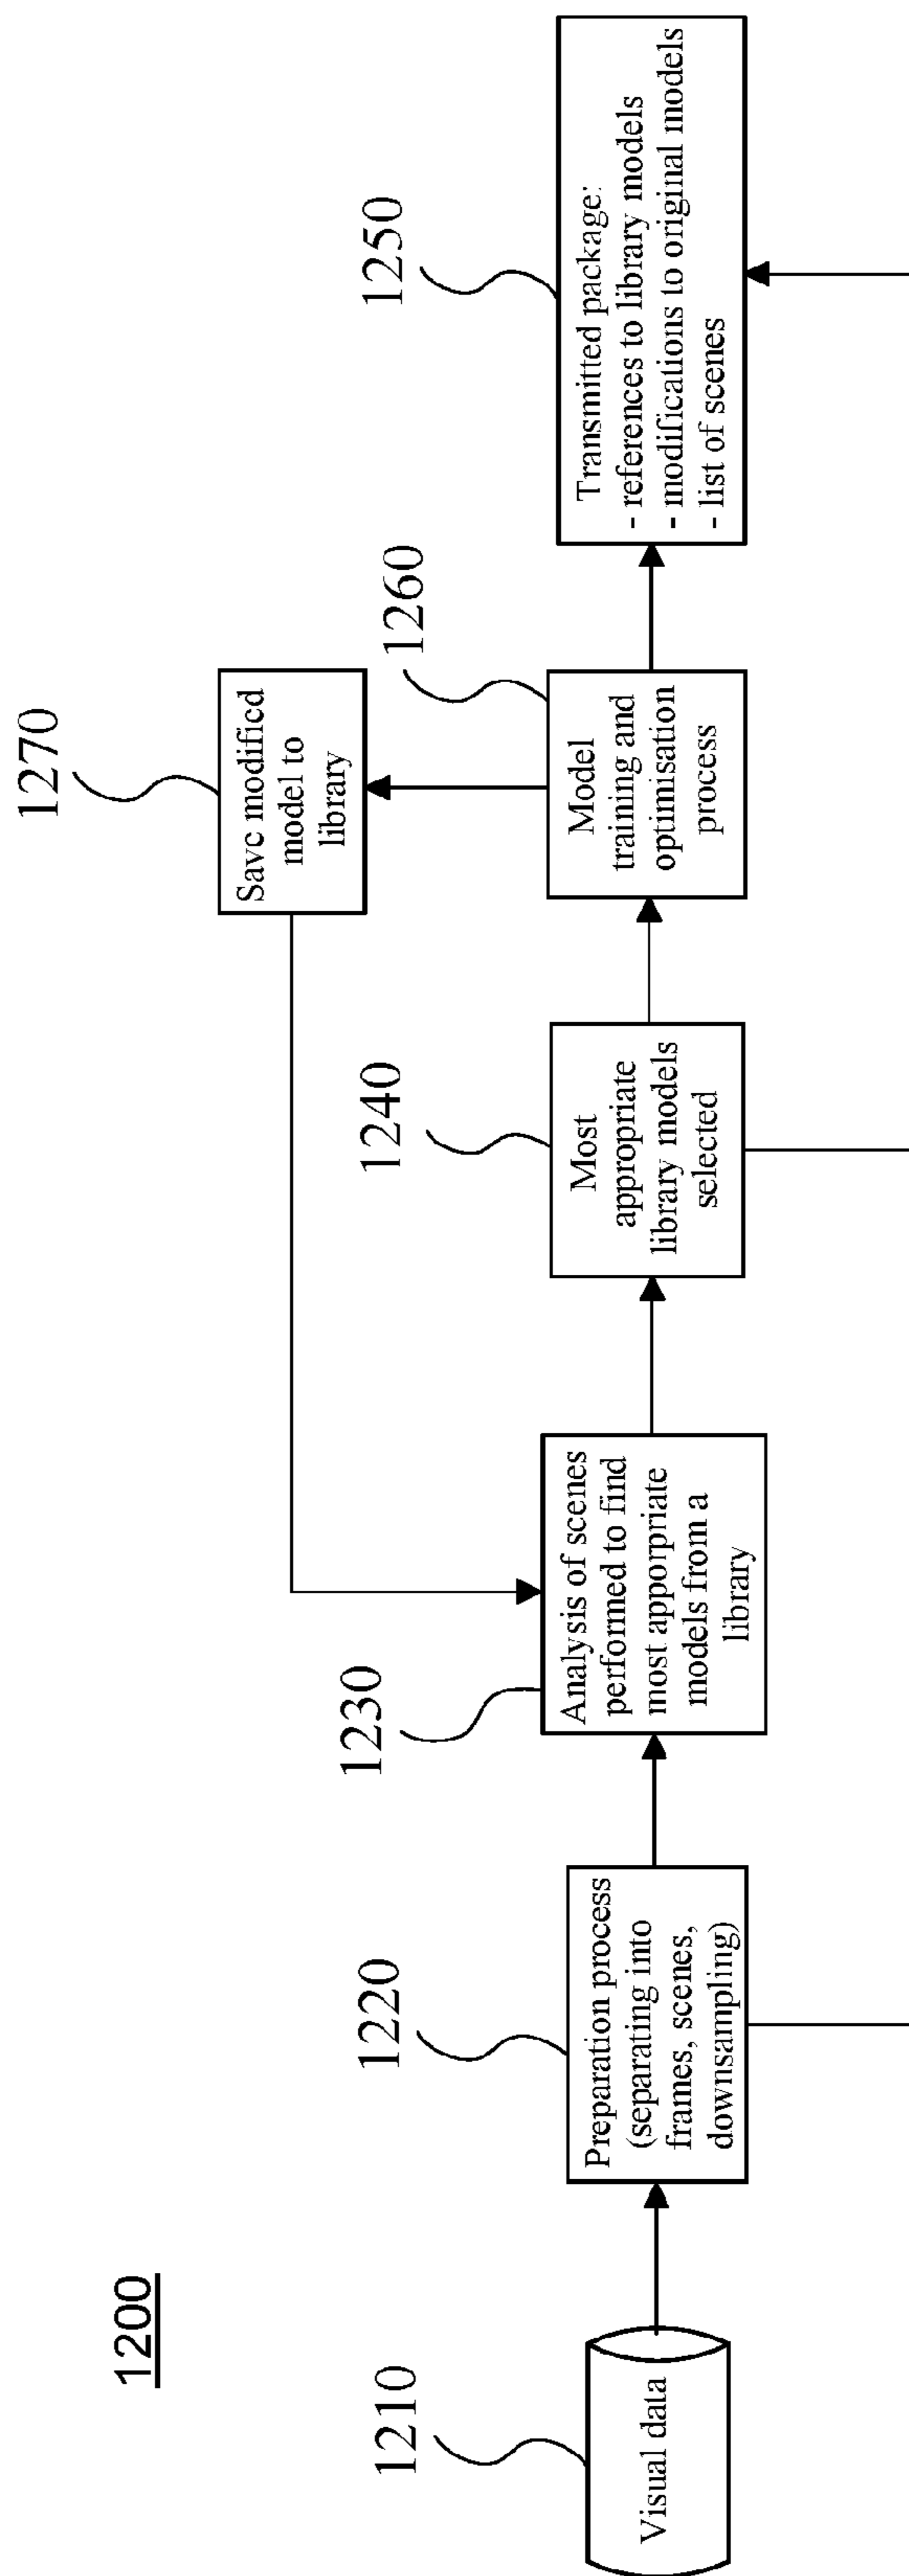 1200
1210
Visual data
1220
Preparation process
(separating into
frames, scenes,
downsampling)
1230
Analysis of scenes
performed to find
most apporpriate
models from a
library
1240
Most
appropriate
library models
selected
1260
Model
training and
optimisation
process
1270
Save modified
model to
library
1250
Transmitted package:
- references to library models
- modifications to original models
- list of scenes